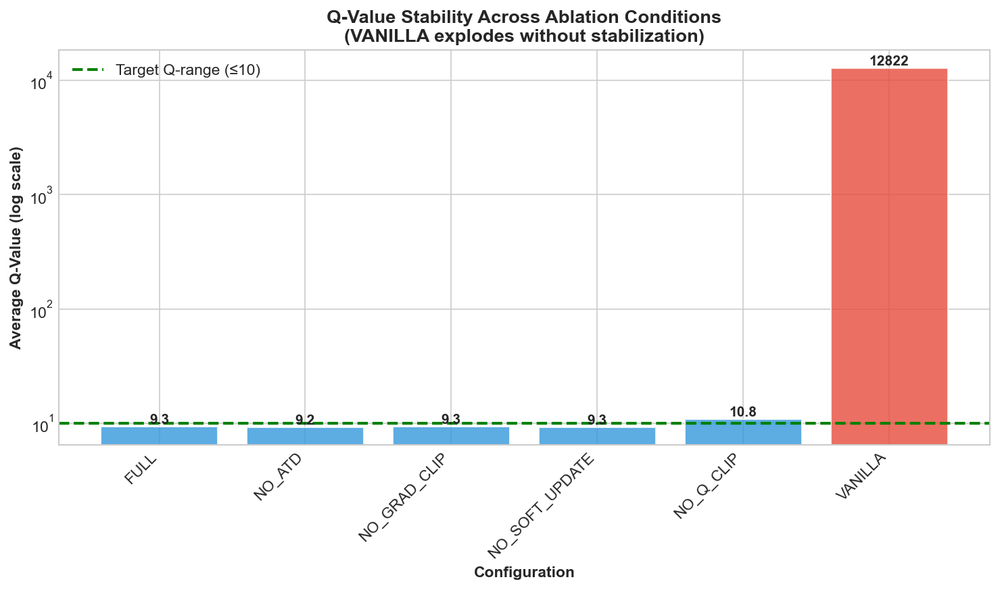 Q-Value Stability Across Ablation Conditions
(VANILLA explodes without stabilization)
Target Q-range (≤10)
Average Q-Value (log scale)
10⁴
10³
10²
10¹
9.3
9.2
9.3
9.3
10.8
12822
FULL
NO_ATD
NO_GRAD_CLIP
NO_SOFT_UPDATE
NO_Q_CLIP
VANILLA
Configuration